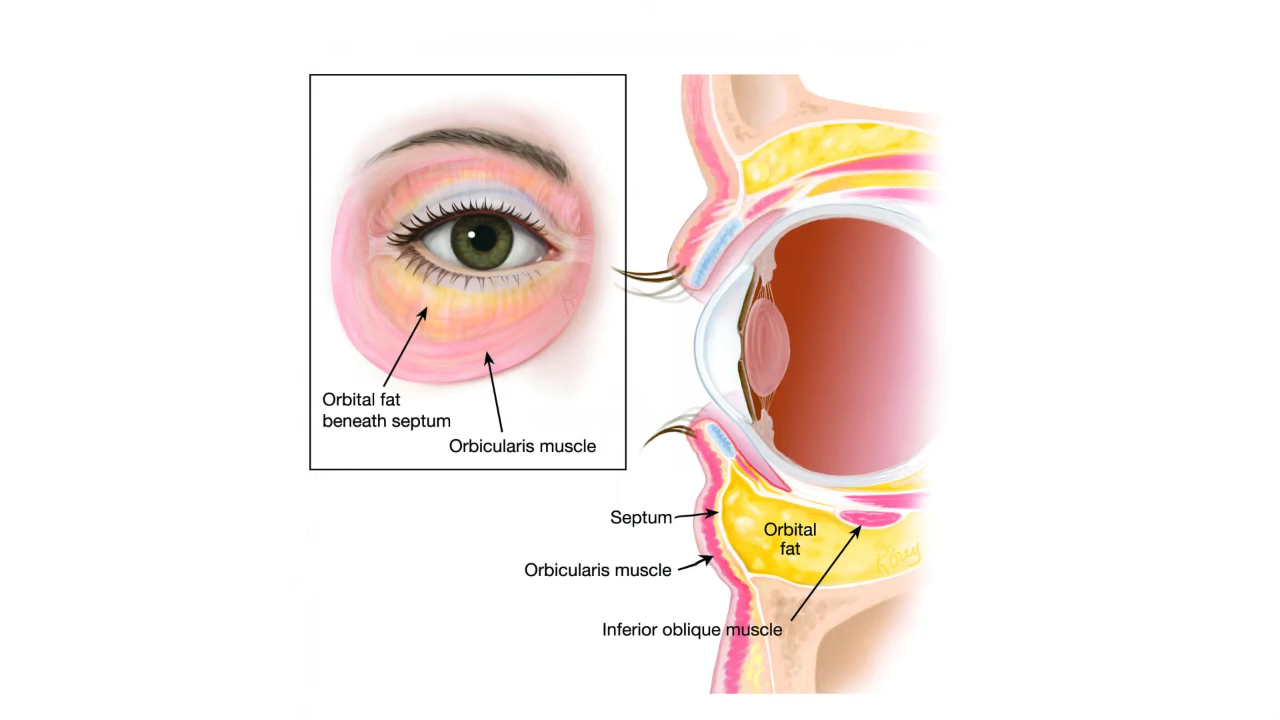 Orbital fat
beneath septum
Orbicularis muscle
Septum
Orbital
fat
Orbicularis muscle
Inferior oblique muscle